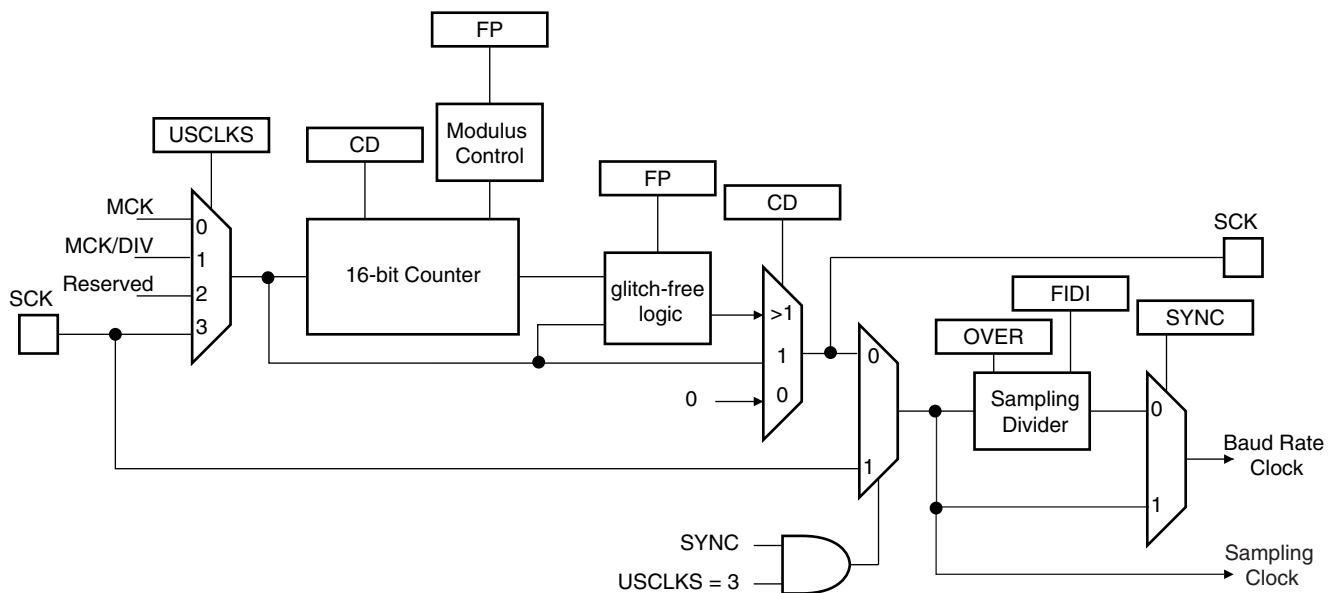 FP
USCLKS
CD
Modulus
Control
FP
CD
MCK
0
MCK/DIV
1
Reserved
2
SCK
3
16-bit Counter
glitch-free
logic
>1
1
0
0
SCK
FIDI
OVER
SYNC
0
1
Sampling
Divider
0
1
Baud Rate
Clock
SYNC
USCLKS = 3
Sampling
Clock